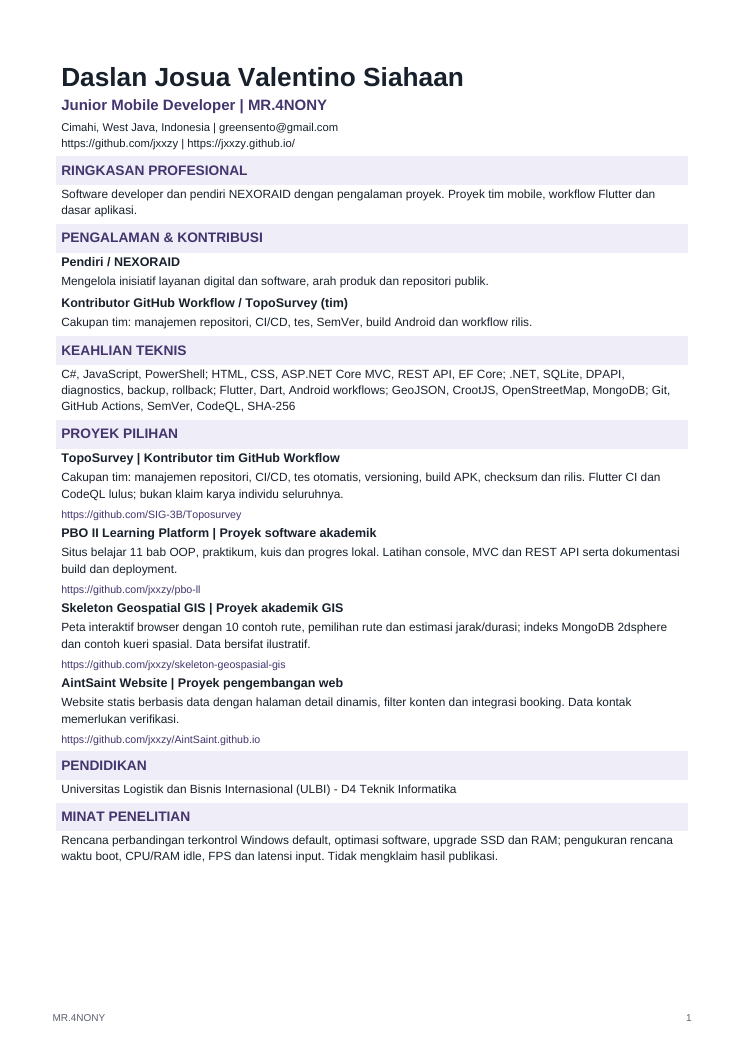 Daslan Josua Valentino Siahaan
Junior Mobile Developer | MR.4NONY
Cimahi, West Java, Indonesia | greensento@gmail.com
https://github.com/jxxzy | https://jxxzy.github.io/
RINGKASAN PROFESIONAL
Software developer dan pendiri NEXORAID dengan pengalaman proyek. Proyek tim mobile, workflow Flutter dan
dasar aplikasi.
PENGALAMAN & KONTRIBUSI
Pendiri / NEXORAID
Mengelola inisiatif layanan digital dan software, arah produk dan repositori publik.
Kontributor GitHub Workflow / TopoSurvey (tim)
Cakupan tim: manajemen repositori, CI/CD, tes, SemVer, build Android dan workflow rilis.
KEAHLIAN TEKNIS
C#, JavaScript, PowerShell; HTML, CSS, ASP.NET Core MVC, REST API, EF Core; .NET, SQLite, DPAPI,
diagnostics, backup, rollback; Flutter, Dart, Android workflows; GeoJSON, CrootJS, OpenStreetMap, MongoDB; Git,
GitHub Actions, SemVer, CodeQL, SHA-256
PROYEK PILIHAN
TopoSurvey | Kontributor tim GitHub Workflow
Cakupan tim: manajemen repositori, CI/CD, tes otomatis, versioning, build APK, checksum dan rilis. Flutter CI dan
CodeQL lulus; bukan klaim karya individu seluruhnya.
https://github.com/SIG-3B/Toposurvey
PBO II Learning Platform | Proyek software akademik
Situs belajar 11 bab OOP, praktikum, kuis dan progres lokal. Latihan console, MVC dan REST API serta dokumentasi
build dan deployment.
https://github.com/jxxzy/pbo-ll
Skeleton Geospatial GIS | Proyek akademik GIS
Peta interaktif browser dengan 10 contoh rute, pemilihan rute dan estimasi jarak/durasi; indeks MongoDB 2dsphere
dan contoh kueri spasial. Data bersifat ilustratif.
https://github.com/jxxzy/skeleton-geospasial-gis
AintSaint Website | Proyek pengembangan web
Website statis berbasis data dengan halaman detail dinamis, filter konten dan integrasi booking. Data kontak
memerlukan verifikasi.
https://github.com/jxxzy/AintSaint.github.io
PENDIDIKAN
Universitas Logistik dan Bisnis Internasional (ULBI) - D4 Teknik Informatika
MINAT PENELITIAN
Rencana perbandingan terkontrol Windows default, optimasi software, upgrade SSD dan RAM; pengukuran rencana
waktu boot, CPU/RAM idle, FPS dan latensi input. Tidak mengklaim hasil publikasi.
MR.4NONY
1